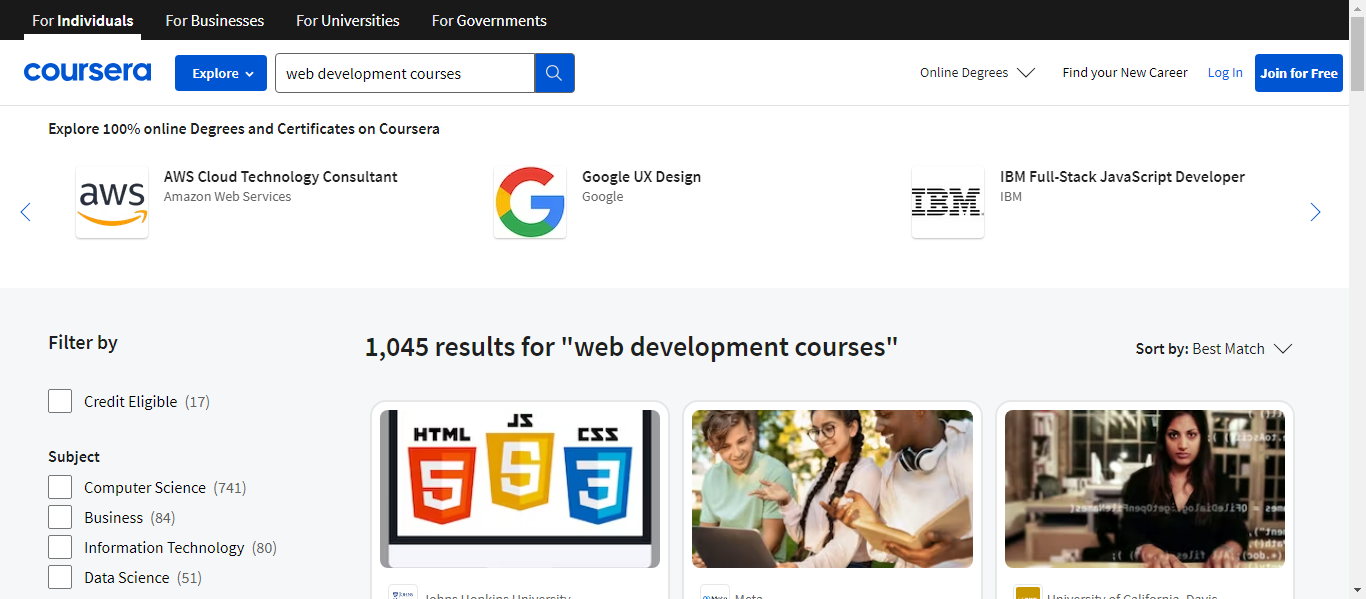 For Individuals For Businesses For Universities For Governments
coursera Explore web development courses Online Degrees Find your New Career Log In Join for Free
Explore 100% online Degrees and Certificates on Coursera
aws AWS Cloud Technology Consultant
Amazon Web Services
Google UX Design
Google
IBM IBM Full-Stack JavaScript Developer
IBM
Filter by
1,045 results for "web development courses"
Sort by: Best Match
Credit Eligible (17)
Subject
Computer Science (741)
Business (84)
Information Technology (80)
Data Science (51)
HTML JS CSS
5 5 3
Johns Hopkins University
Meta
University of California, Davis